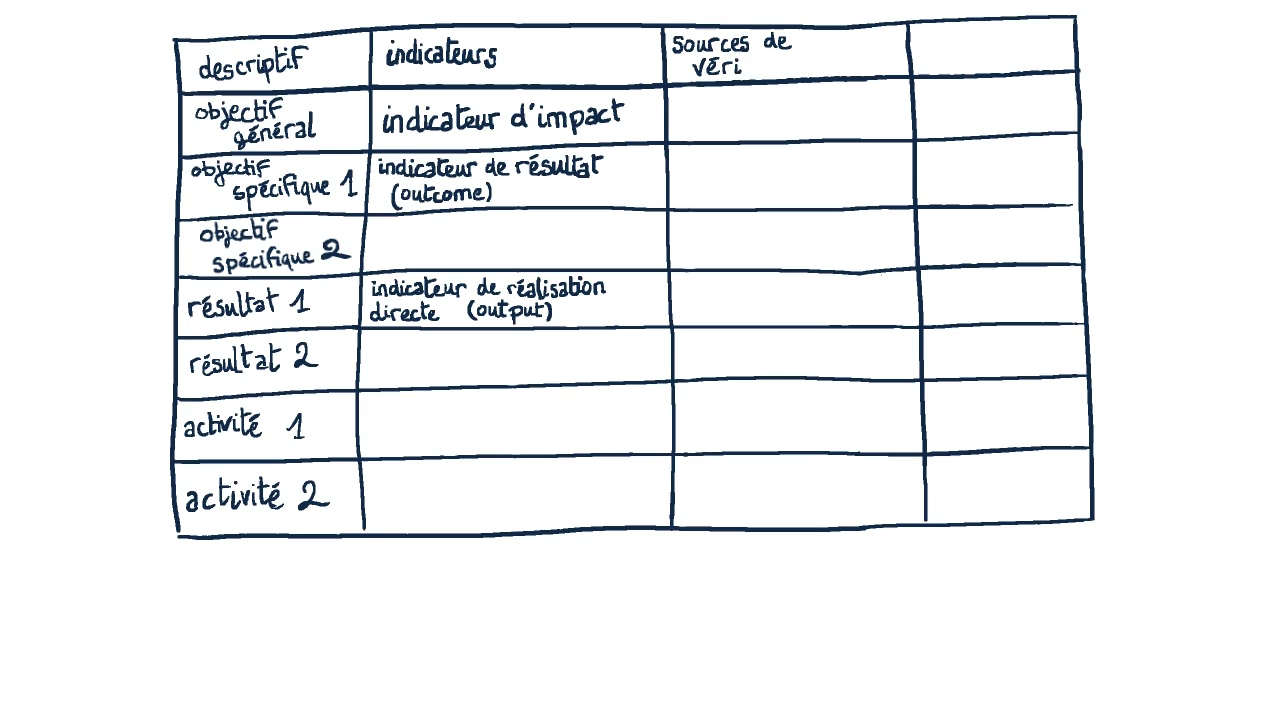 descriptif
indicateurs
sources de
véri
objectif
général
indicateur d'impact
objectif
spécifique 1
indicateur de résultat
(outcome)
objectif
spécifique 2
résultat 1
indicateur de réalisation
directe (output)
résultat 2
activité 1
activité 2